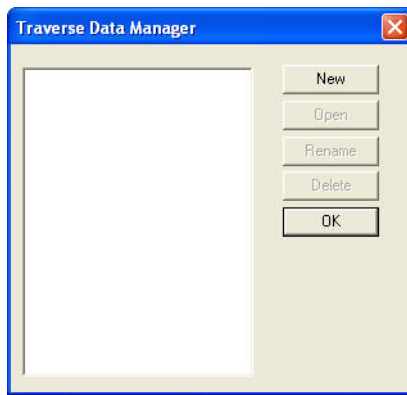 Traverse Data Manager
New
Open
Rename
Delete
OK